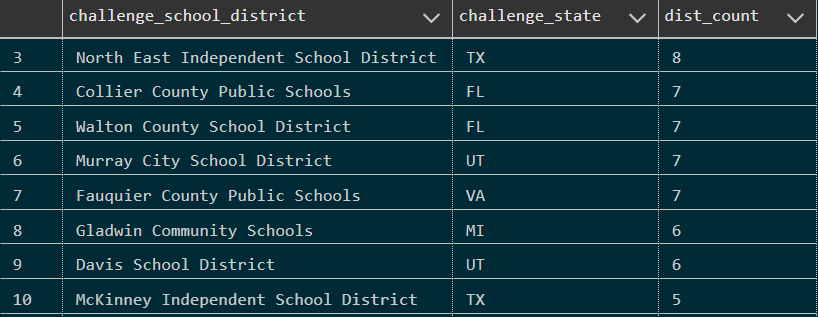 challenge_school_district challenge_state dist_count
3 North East Independent School District TX 8
4 Collier County Public Schools FL 7
5 Walton County School District FL 7
6 Murray City School District UT 7
7 Fauquier County Public Schools VA 7
8 Gladwin Community Schools MI 6
9 Davis School District UT 6
10 McKinney Independent School District TX 5